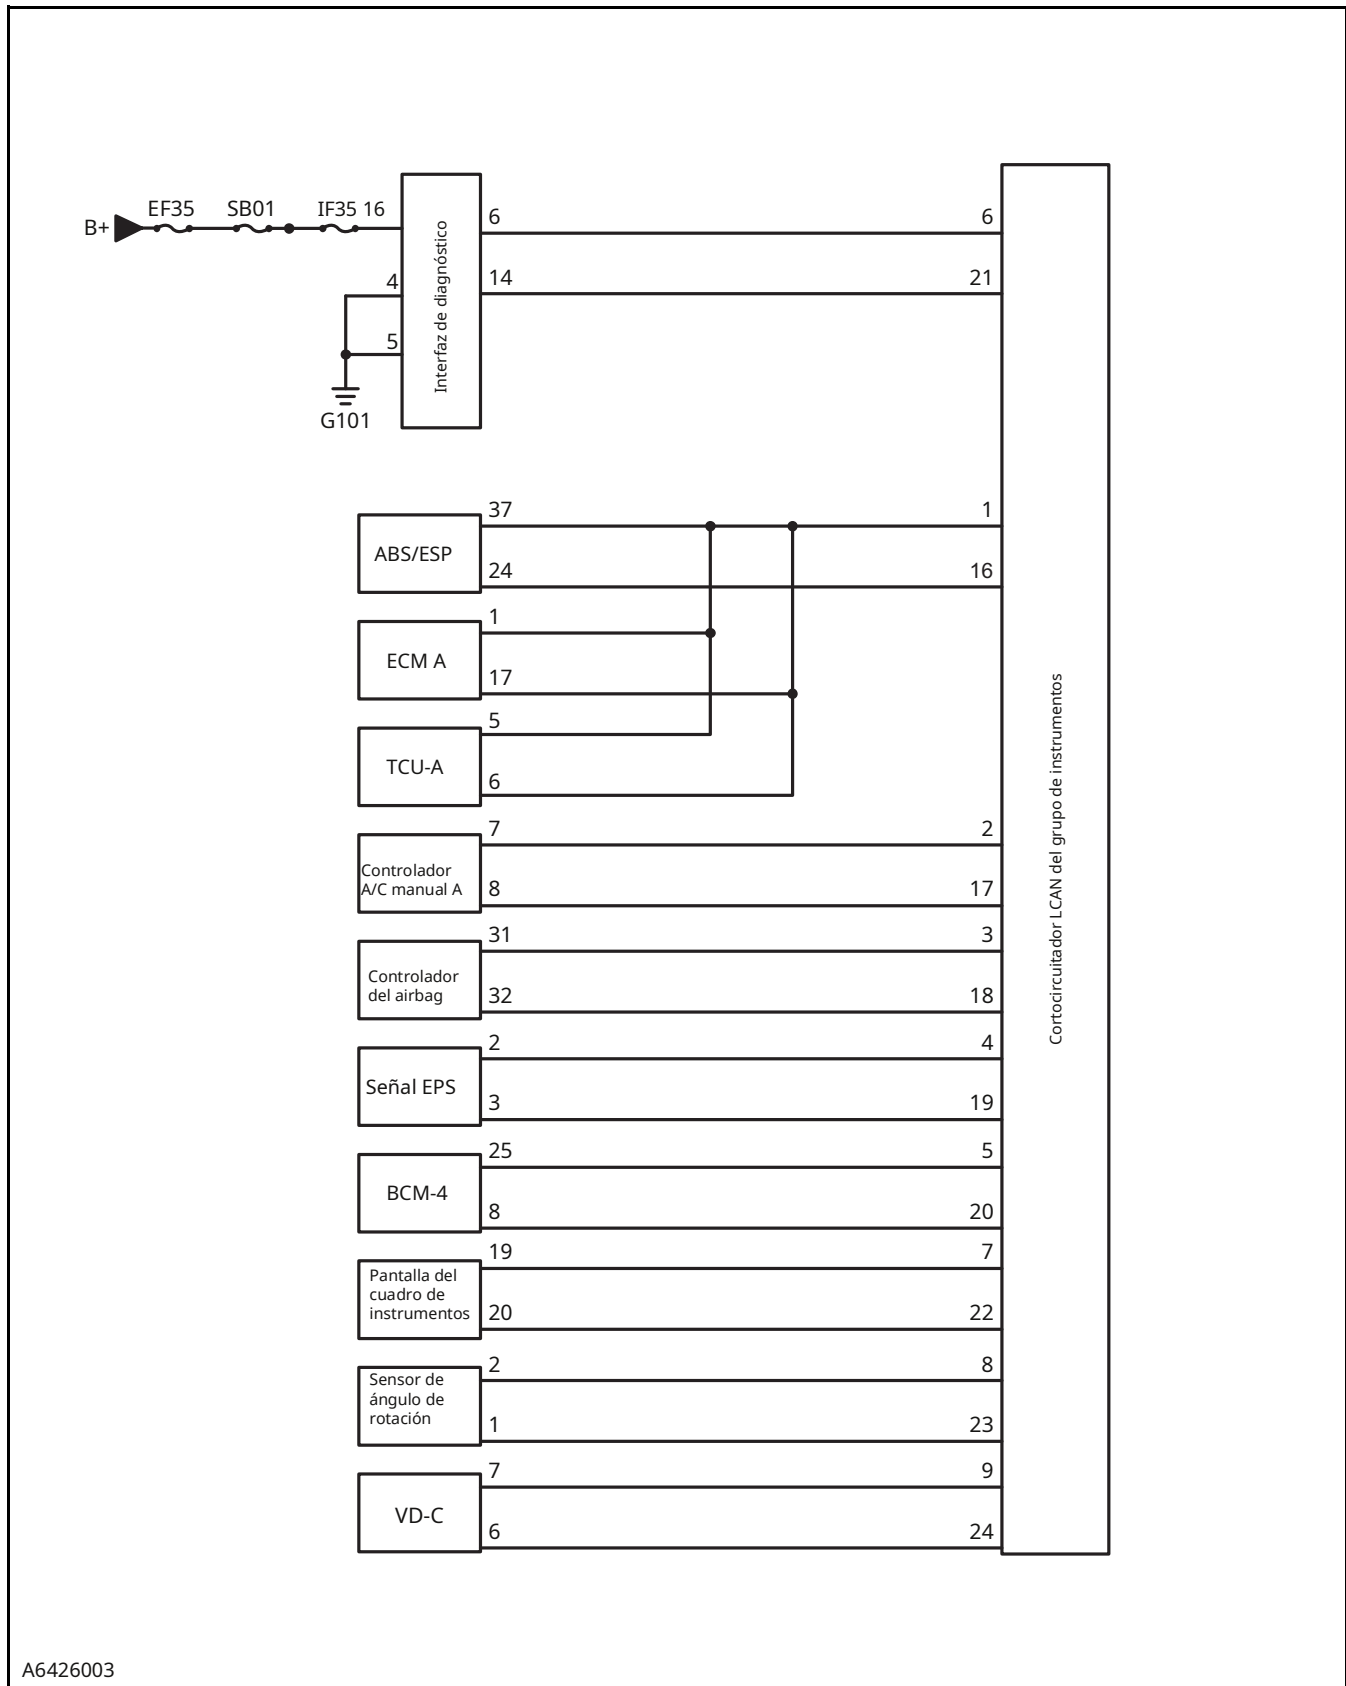 EF35 SB01 IF35 16
B+
4
5
G101
Interfaz de diagnóstico
6 6
14 21
ABS/ESP
37 1
24 16
ECM A
1
17
TCU-A
5
6
Controlador
A/C manual A
7 2
8 17
Controlador
del airbag
31 3
32 18
Señal EPS
2 4
3 19
BCM-4
25 5
8 20
Pantalla del
cuadro de
instrumentos
19 7
20 22
Sensor de
ángulo de
rotación
2 8
1 23
VD-C
7 9
6 24
Cortocircuitador LCAN del grupo de instrumentos
A6426003